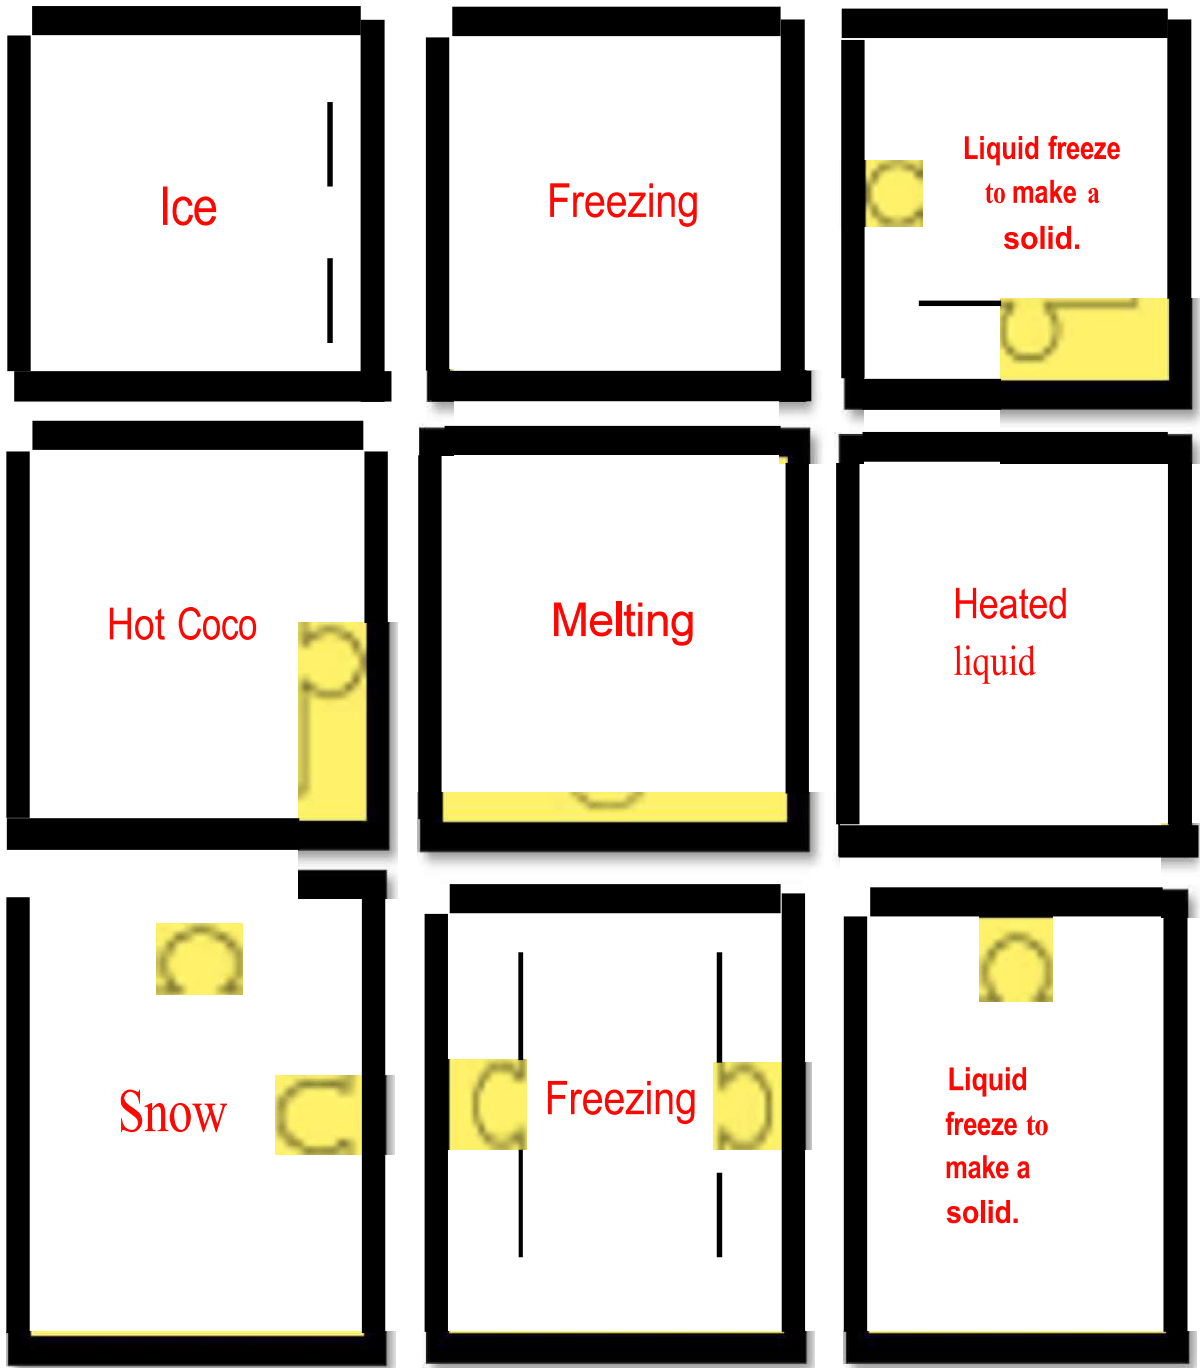 Ice
Freezing
Liquid freeze
to make a
solid.
Hot Coco
Melting
Heated
liquid
Snow
Freezing
Liquid
freeze to
make a
solid.